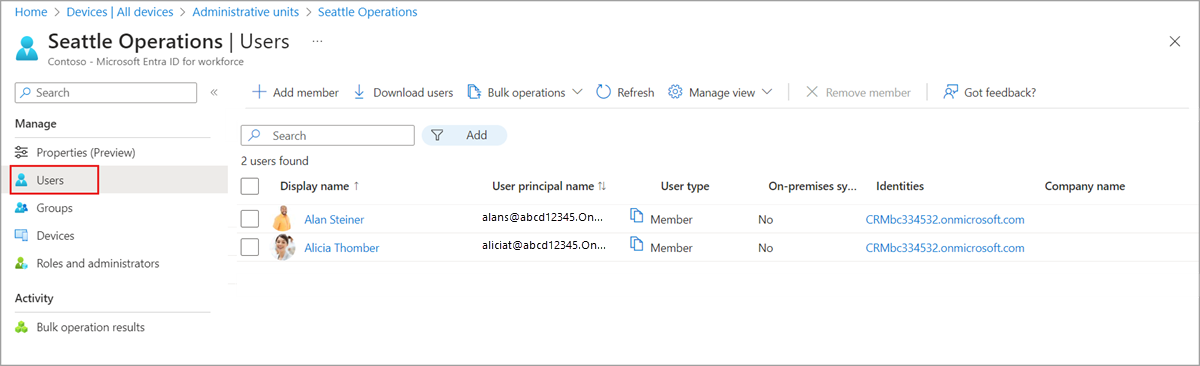 Home > Devices | All devices > Administrative units > Seattle Operations
Seattle Operations | Users ...
Contoso - Microsoft Entra ID for workforce
Search «
Add member Download users Bulk operations Refresh Manage view Remove member Got feedback?
Manage
Properties (Preview)
Users
Groups
Devices
Roles and administrators
Activity
Bulk operation results
Search Add
2 users found
Display name ↑ User principal name ↑↓ User type On-premises sy... Identities Company name
Alan Steiner alans@abcd12345.On... Member No CRMbc334532.onmicrosoft.com
Alicia Thomber aliciat@abcd12345.On... Member No CRMbc334532.onmicrosoft.com